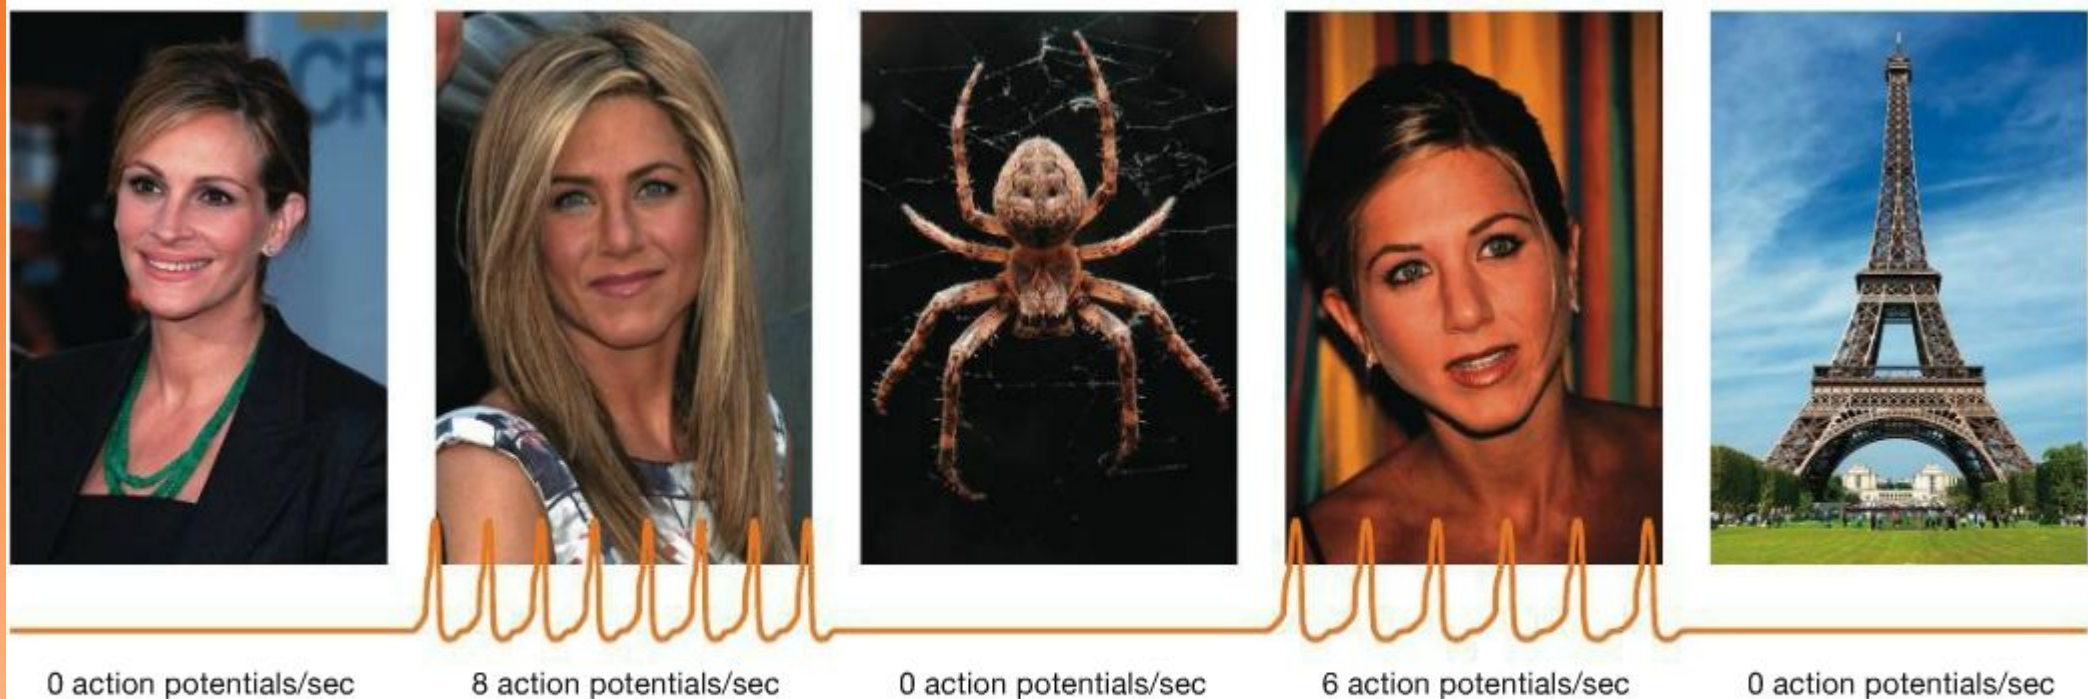 CR
0 action potentials/sec
8 action potentials/sec
0 action potentials/sec
6 action potentials/sec
0 action potentials/sec